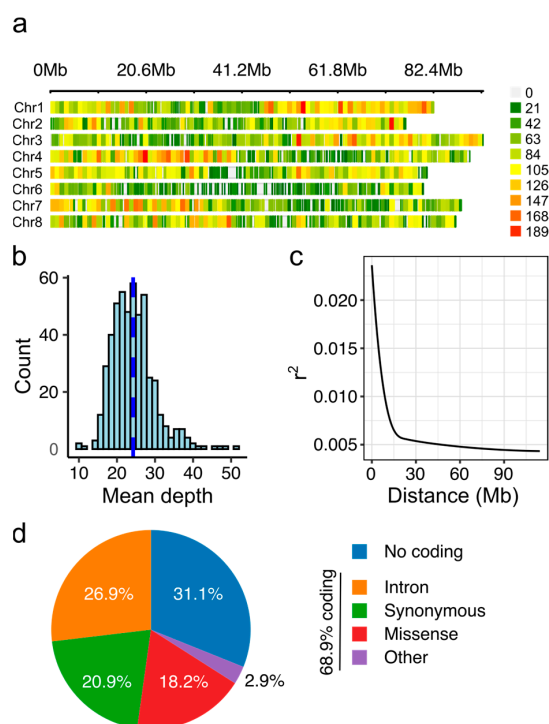 a
0Mb 20.6Mb 41.2Mb 61.8Mb 82.4Mb
Chr1
Chr2
Chr3
Chr4
Chr5
Chr6
Chr7
Chr8
0
21
42
63
84
105
126
147
168
189
b
60
40
20
0
Count
10 20 30 40 50
Mean depth
c
0.020
0.015
0.010
0.005
r²
0 30 60 90
Distance (Mb)
d
26.9%
31.1%
20.9%
18.2%
2.9%
No coding
Intron
Synonymous
Missense
Other
68.9% coding